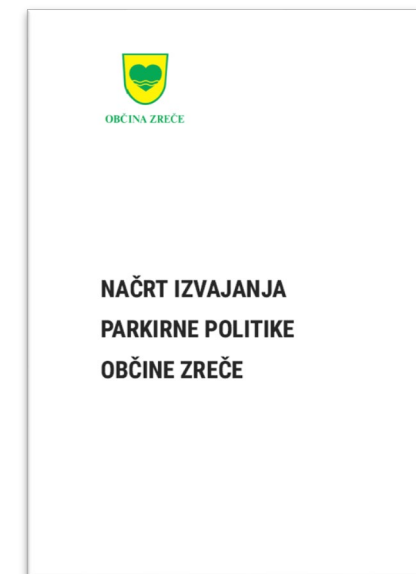 OBČINA ZREČE
NAČRT IZVAJANJA
PARKIRNE POLITIKE
OBČINE ZREČE